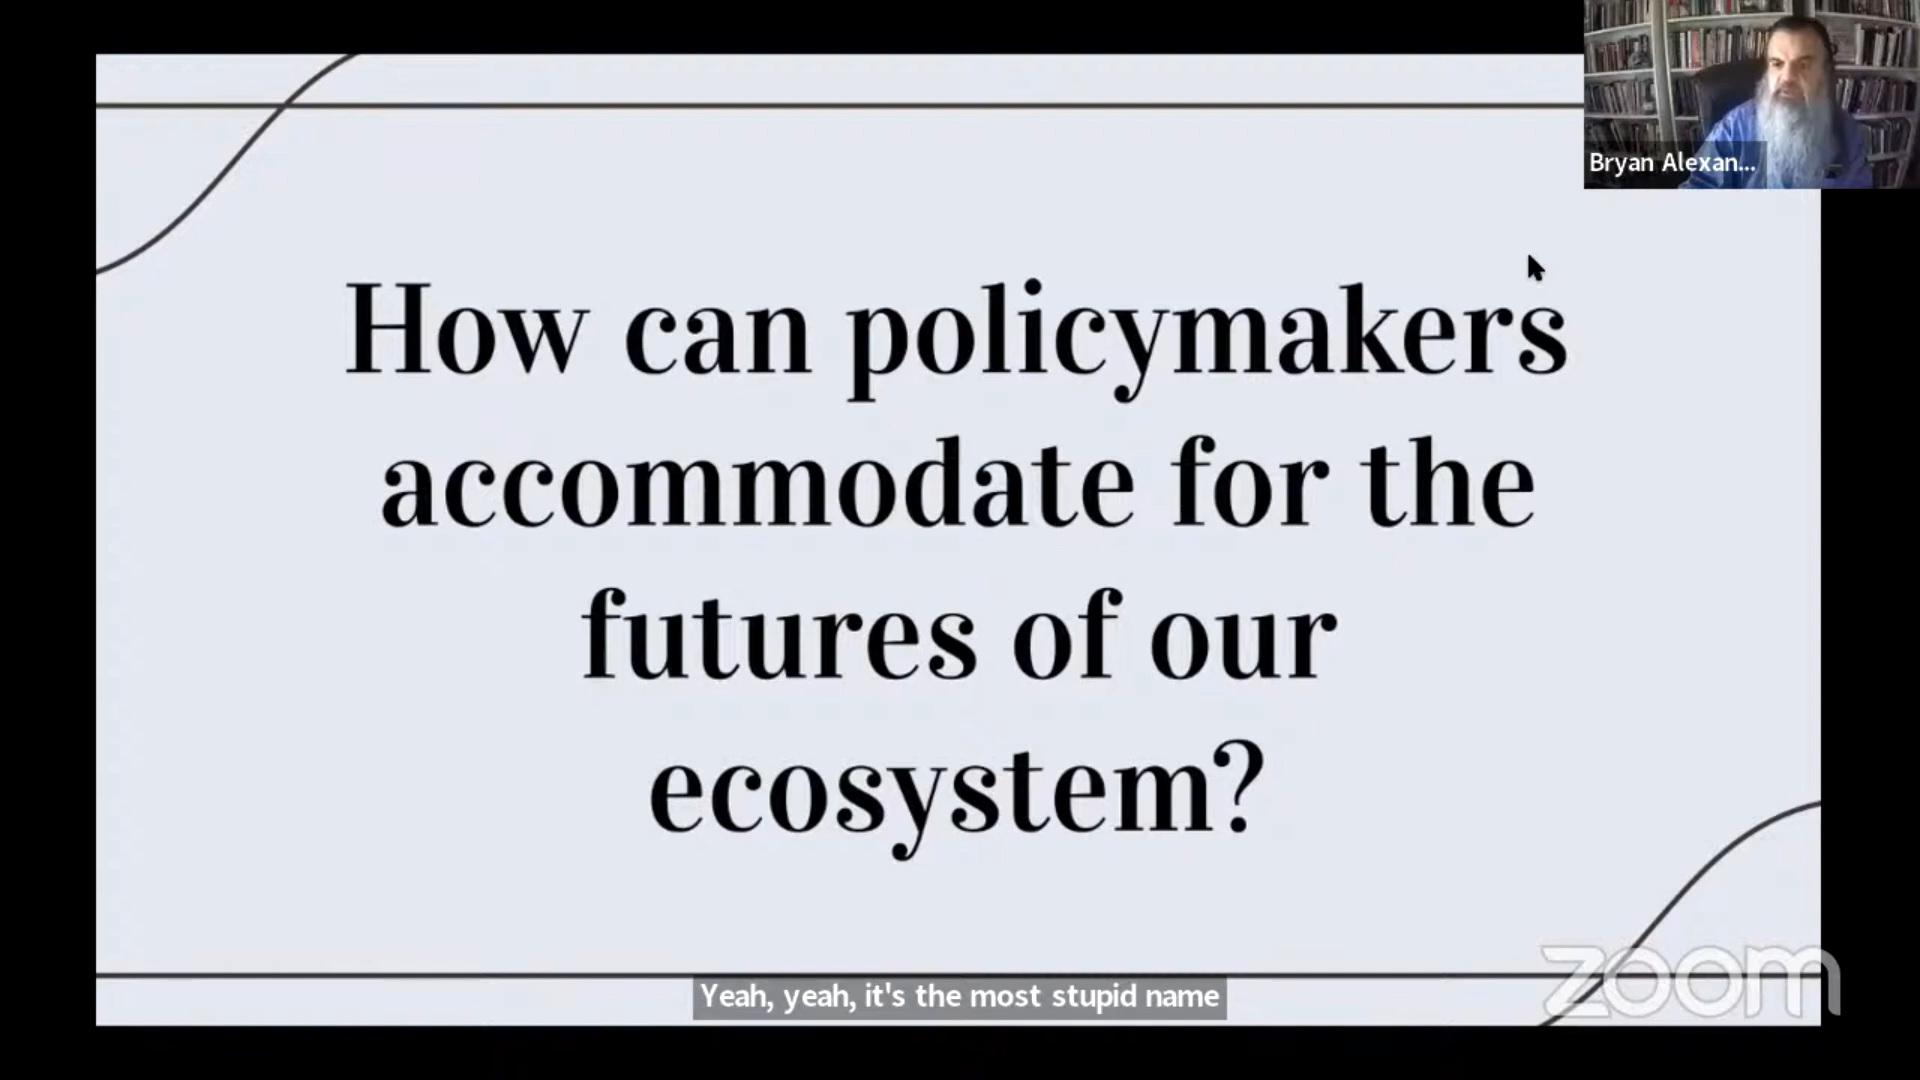 Bryan Alexan...
How can policymakers
accommodate for the
futures of our
ecosystem?
zoom
Yeah, yeah, it's the most stupid name